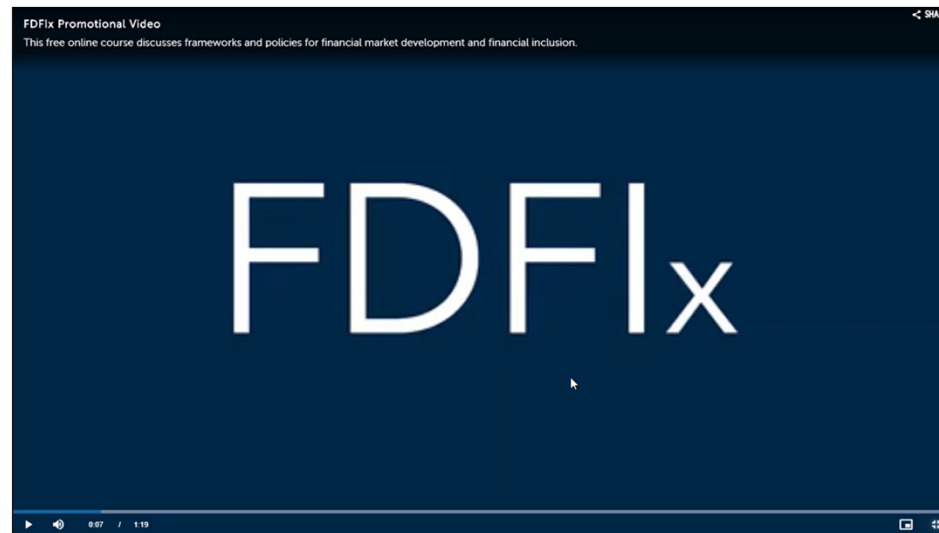 FDFIx Promotional Video
SHA
This free online course discusses frameworks and policies for financial market development and financial inclusion.
FDFIx
0:07 / 1:19